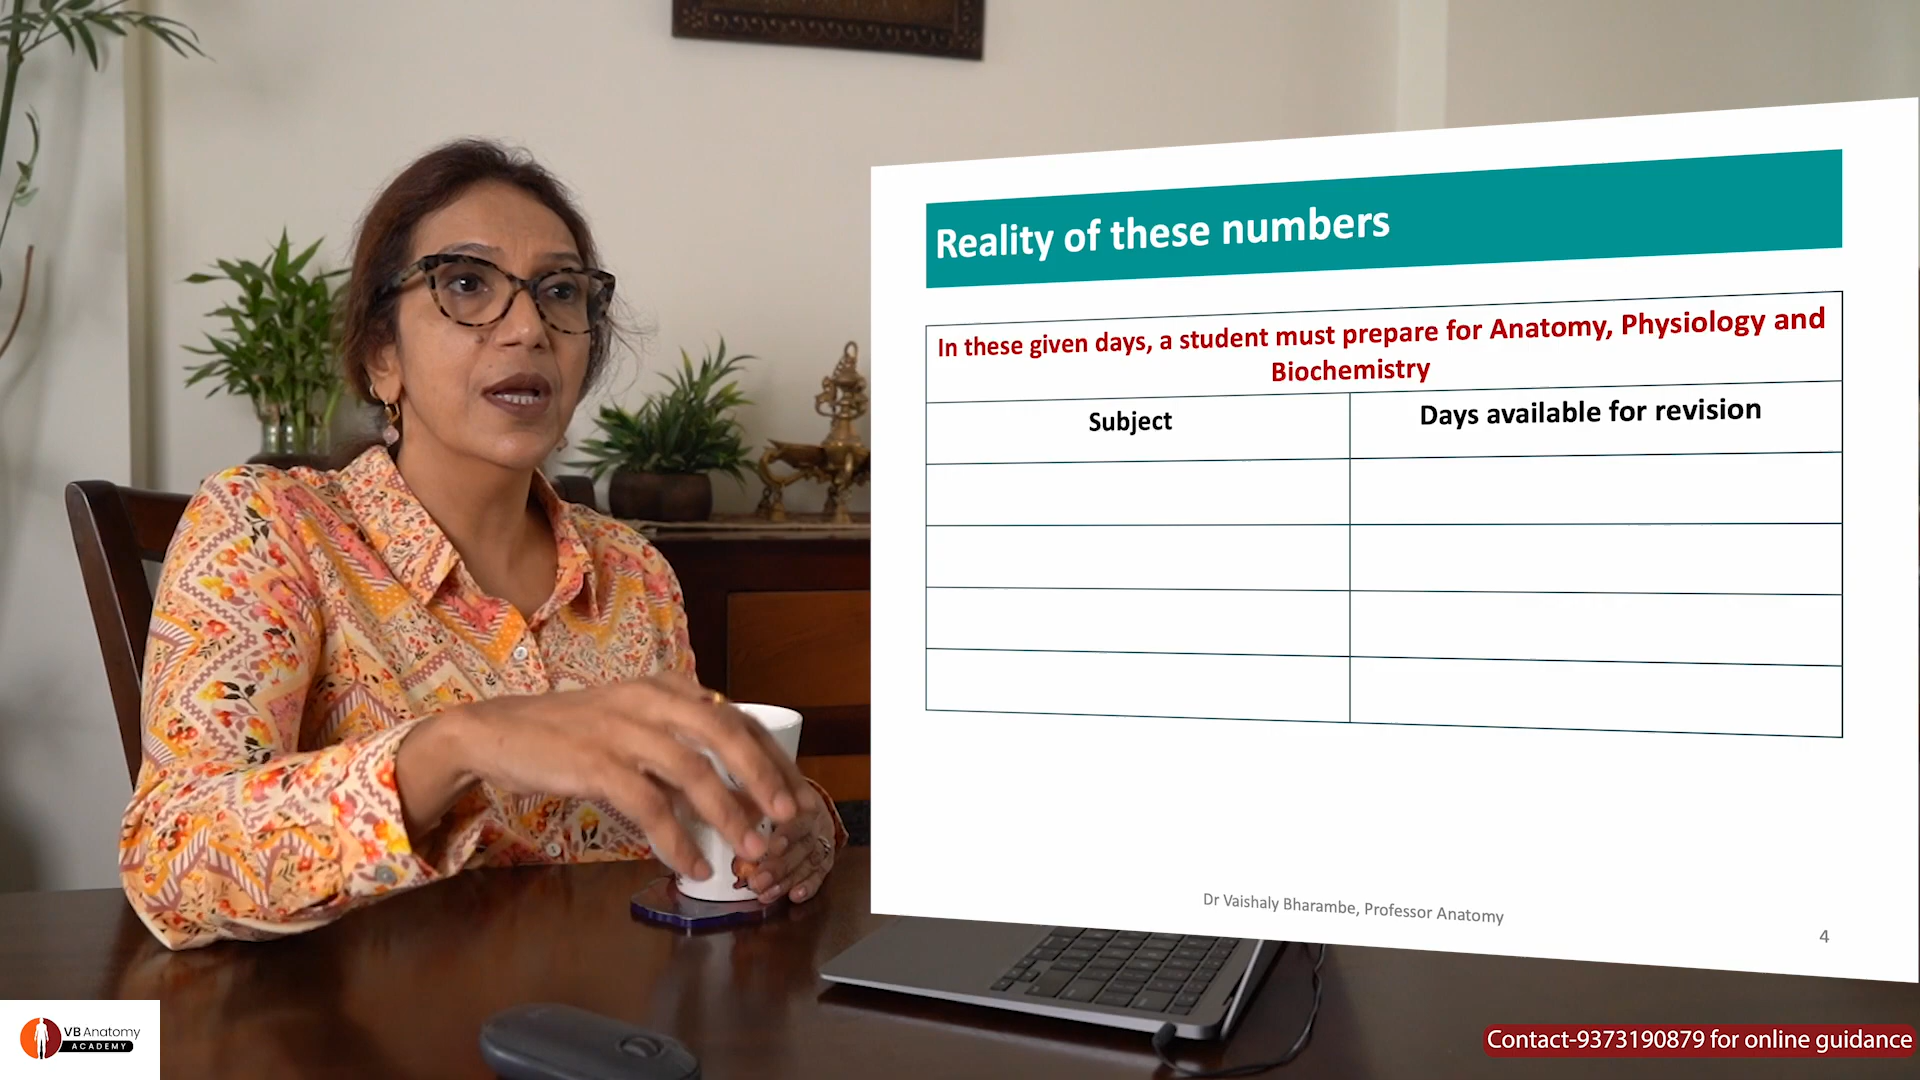 Reality of these numbers
In these given days, a student must prepare for Anatomy, Physiology and
Biochemistry
Subject
Days available for revision
Dr Vaishaly Bharambe, Professor Anatomy
4
VB Anatomy
ACADEMY
Contact-9373190879 for online guidance